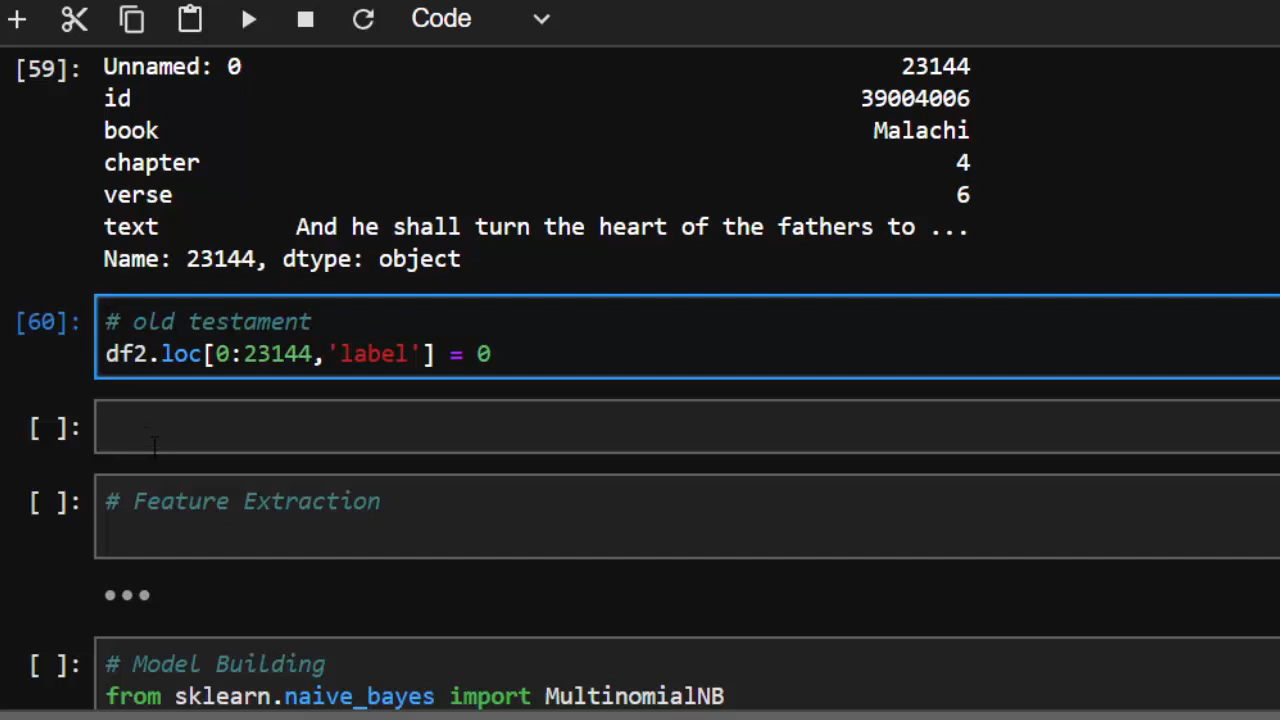 Code
[59]: Unnamed: 0 23144
id 39004006
book Malachi
chapter 4
verse 6
text And he shall turn the heart of the fathers to ...
Name: 23144, dtype: object
[60]: # old testament
df2.loc[0:23144,'label'] = 0
[ ]:
[ ]: # Feature Extraction
[ ]: # Model Building
from sklearn.naive_bayes import MultinomialNB